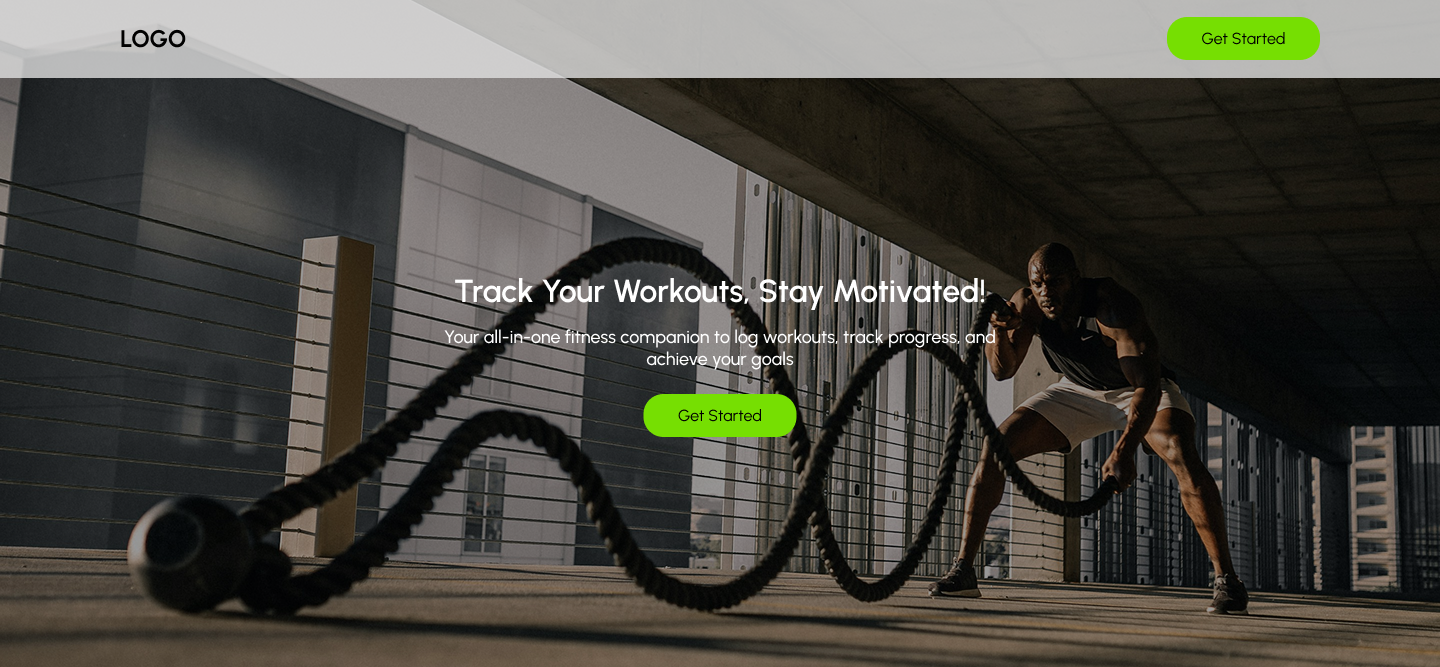 LOGO
Get Started
Track Your Workouts, Stay Motivated!
Your all-in-one fitness companion to log workouts, track progress, and
achieve your goals
Get Started